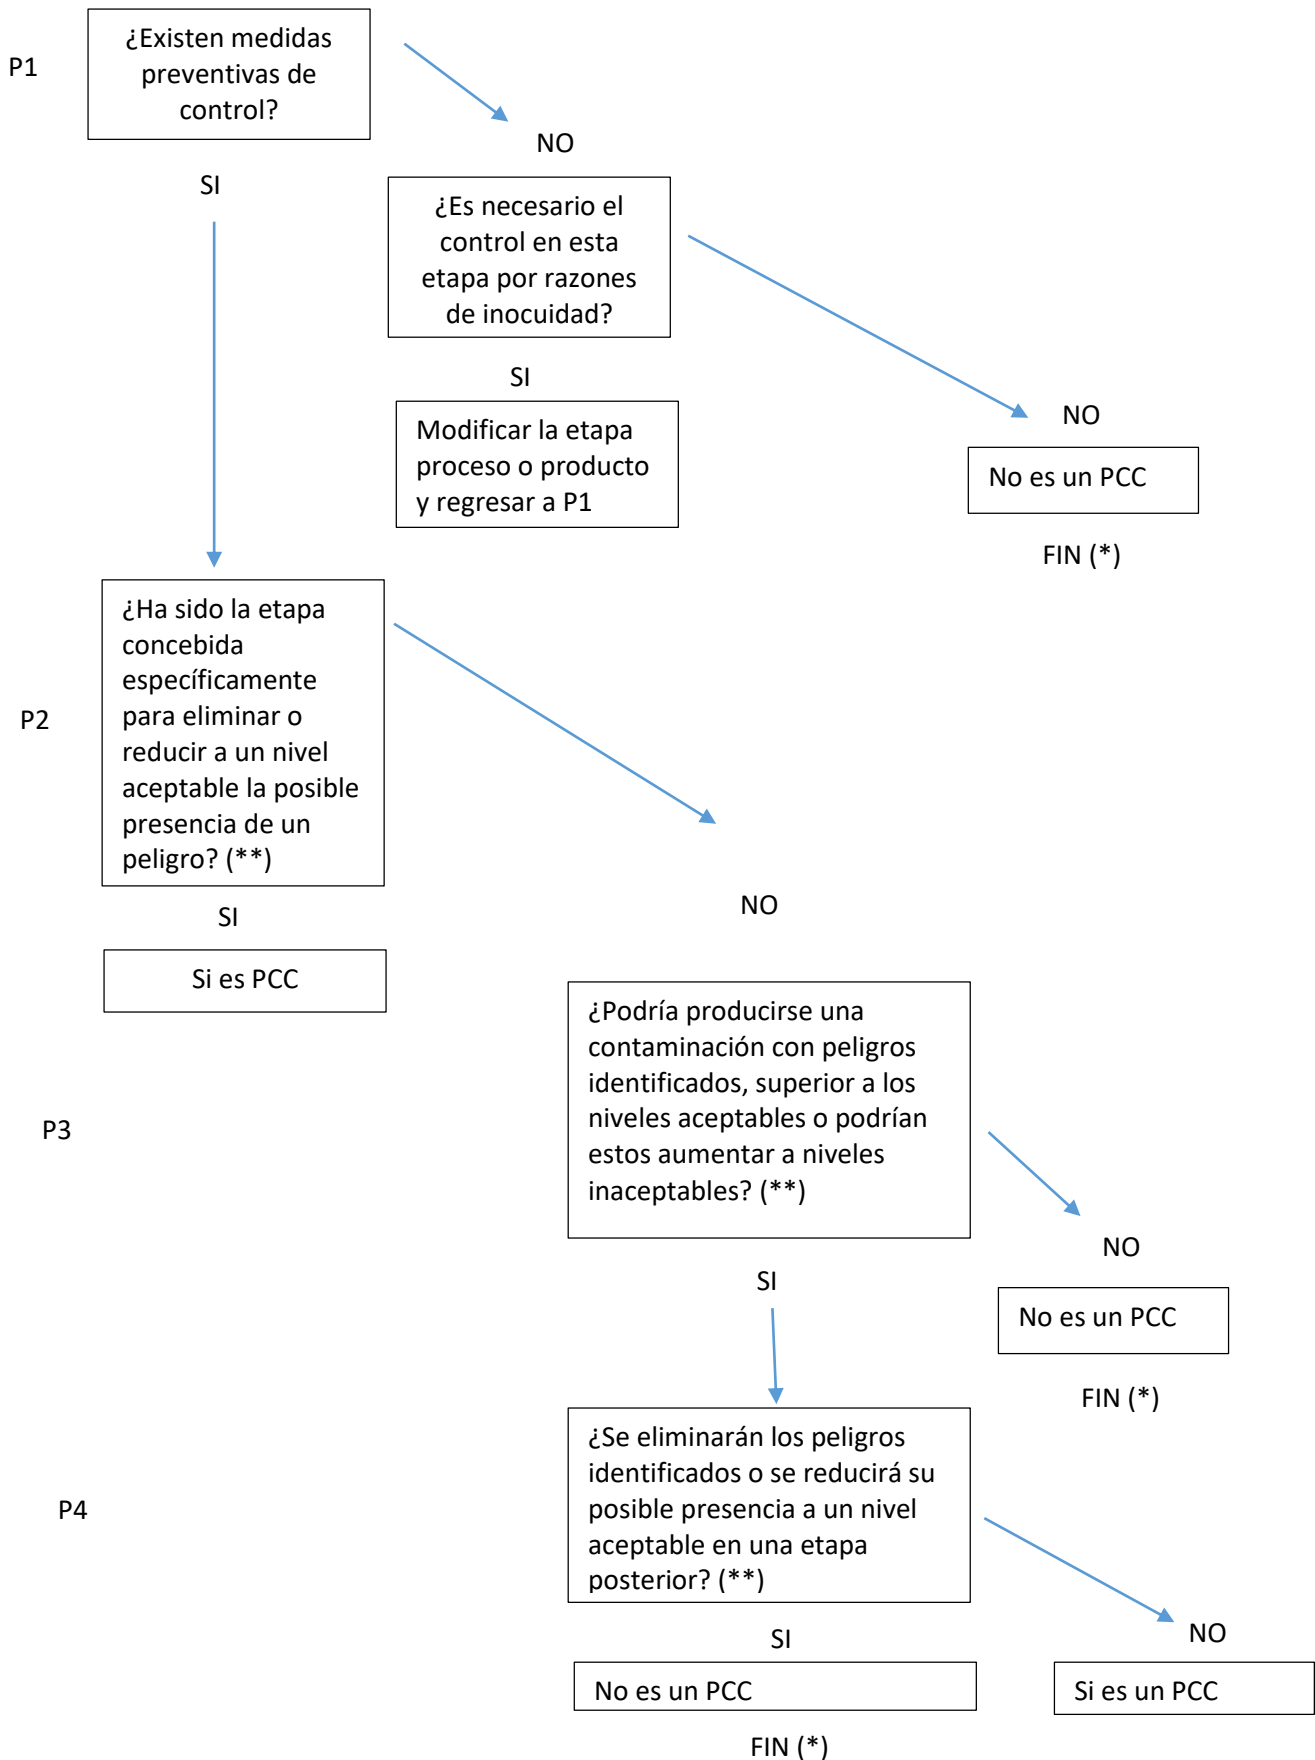 P1
¿Existen medidas
preventivas de
control?
NO
SI
¿Es necesario el
control en esta
etapa por razones
de inocuidad?
SI
Modificar la etapa
proceso o producto
y regresar a P1
NO
No es un PCC
FIN (*)
P2
¿Ha sido la etapa
concebida
específicamente
para eliminar o
reducir a un nivel
aceptable la posible
presencia de un
peligro? (**)
NO
SI
Si es PCC
P3
¿Podría producirse una
contaminación con peligros
identificados, superior a los
niveles aceptables o podrían
estos aumentar a niveles
inaceptables? (**)
NO
SI
No es un PCC
FIN (*)
P4
¿Se eliminarán los peligros
identificados o se reducirá su
posible presencia a un nivel
aceptable en una etapa
posterior? (**)
SI
NO
No es un PCC
Si es un PCC
FIN (*)